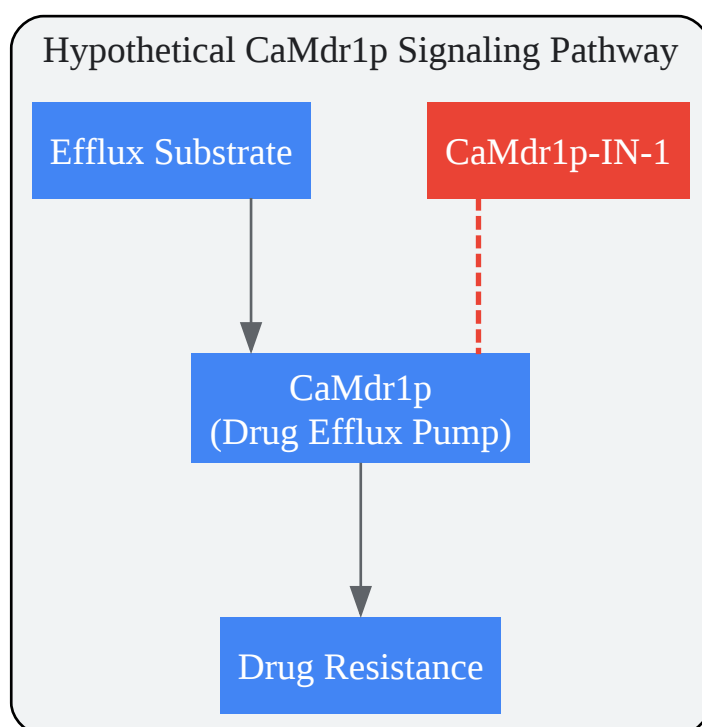 Hypothetical CaMdr1p Signaling Pathway
Efflux Substrate
CaMdr1p-IN-1
CaMdr1p
(Drug Efflux Pump)
Drug Resistance